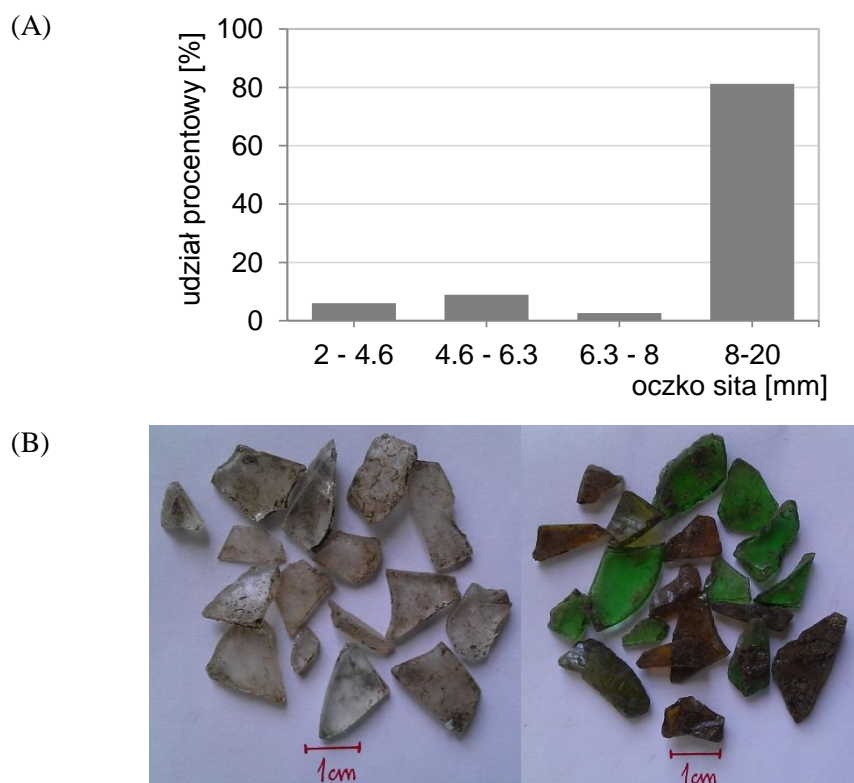 (A)
udział procentowy [%]
100
80
60
40
20
0
2 - 4.6 4.6 - 6.3 6.3 - 8 8-20
oczko sita [mm]
(B)
1cm 1cm